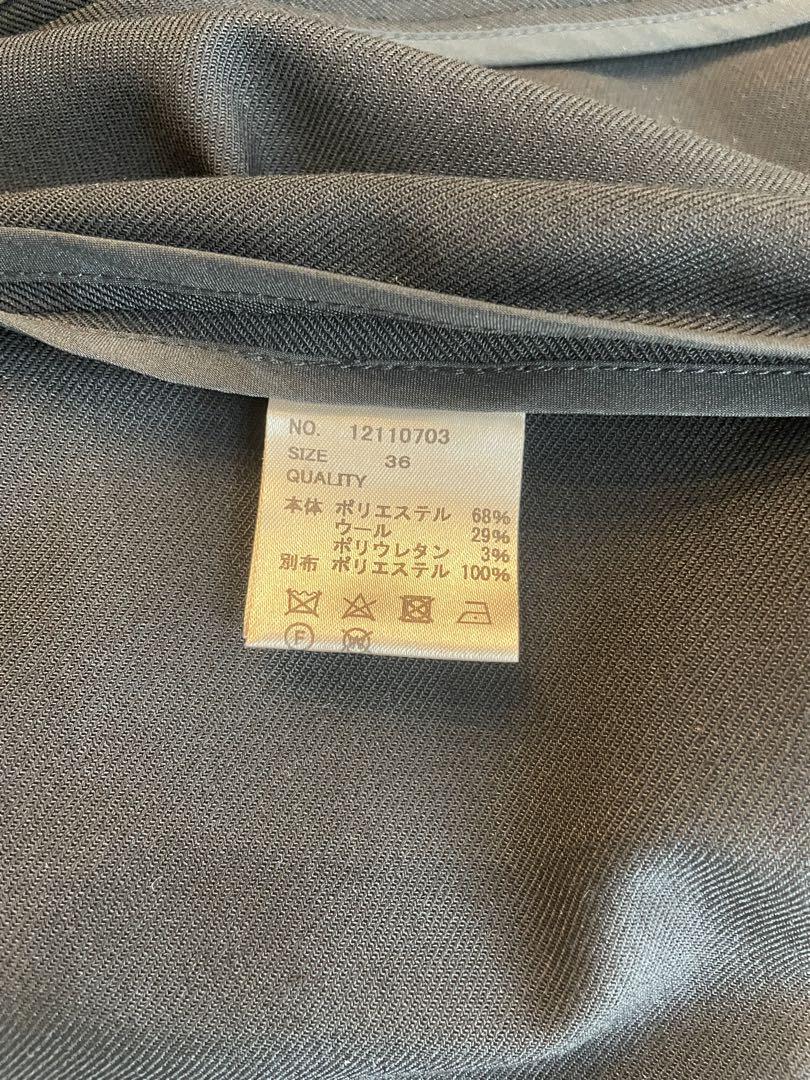 NO. 12110703
SIZE 36
QUALITY
本体 ポリエステル 68%
ウール 29%
ポリウレタン 3%
別布 ポリエステル 100%
F W